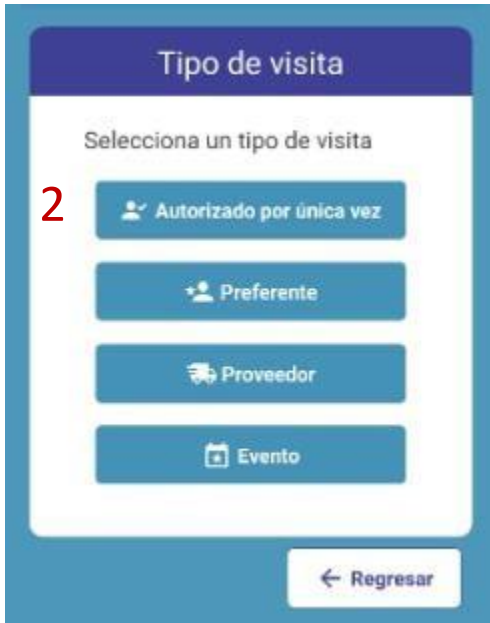 Tipo de visita
Selecciona un tipo de visita
2 Autorizado por única vez
Preferente
Proveedor
Evento
← Regresar